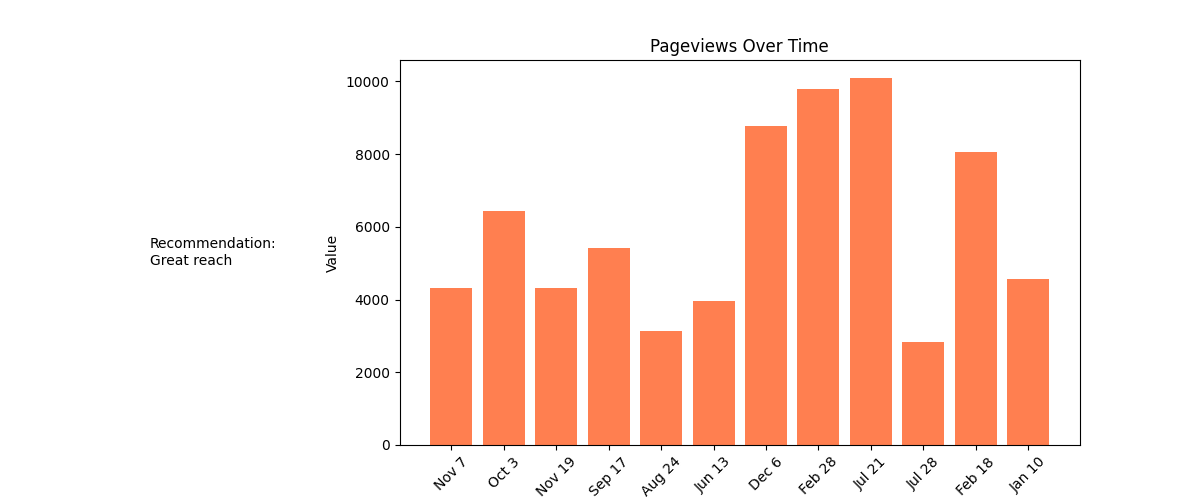 Pageviews Over Time
Recommendation:
Great reach
Value
10000
8000
6000
4000
2000
0
Nov 7
Oct 3
Nov 19
Sep 17
Aug 24
Jun 13
Dec 6
Feb 28
Jul 21
Jul 28
Feb 18
Jan 10